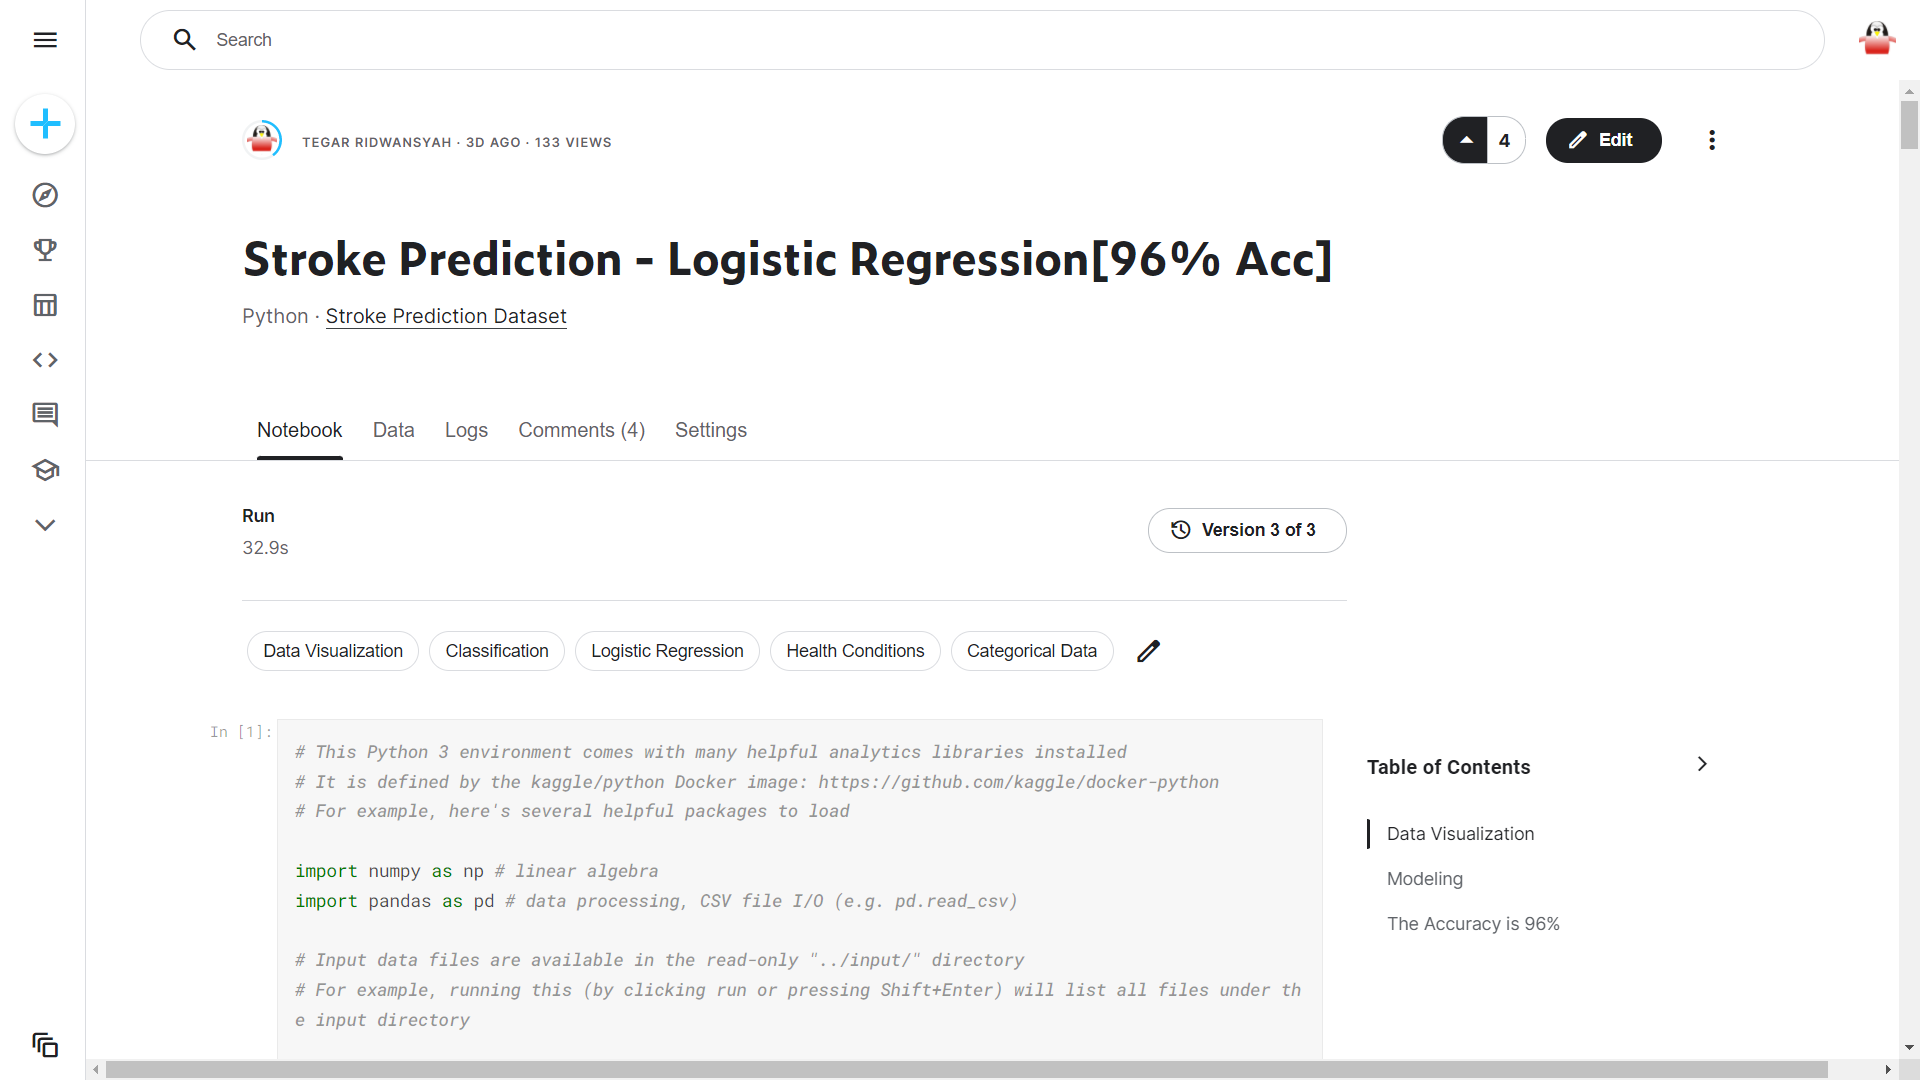 Search
TEGAR RIDWANSYAH · 3D AGO · 133 VIEWS
4
Edit
Stroke Prediction - Logistic Regression[96% Acc]
Python · Stroke Prediction Dataset
Notebook
Data
Logs
Comments (4)
Settings
Run
32.9s
Version 3 of 3
Data Visualization
Classification
Logistic Regression
Health Conditions
Categorical Data
In [1]:
# This Python 3 environment comes with many helpful analytics libraries installed
# It is defined by the kaggle/python Docker image: https://github.com/kaggle/docker-python
# For example, here's several helpful packages to load
import numpy as np # linear algebra
import pandas as pd # data processing, CSV file I/O (e.g. pd.read_csv)
# Input data files are available in the read-only "../input/" directory
# For example, running this (by clicking run or pressing Shift+Enter) will list all files under th
e input directory
Table of Contents
Data Visualization
Modeling
The Accuracy is 96%